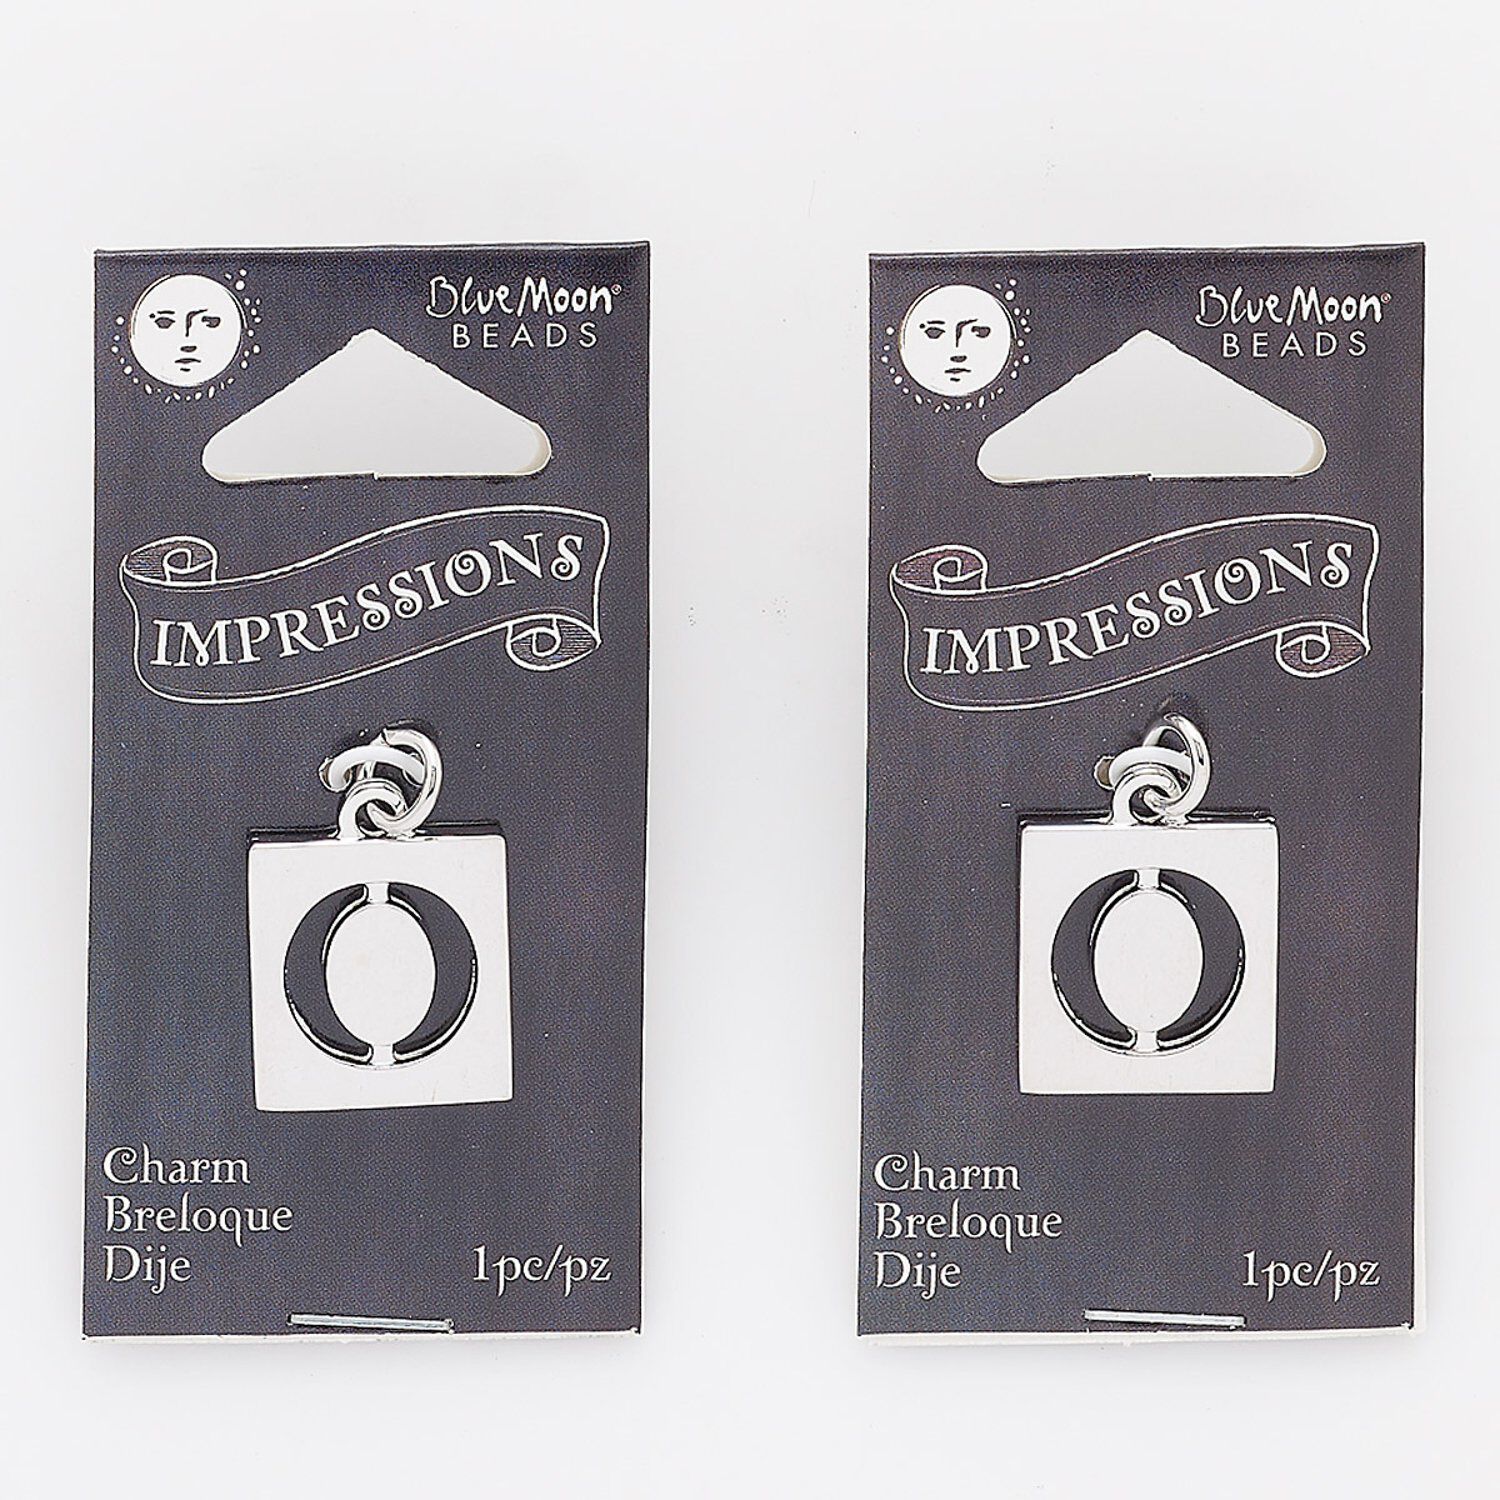 Blue Moon®
BEADS
IMPRESSIONS
O
Charm
Breloque
Dije
1pc/pz
Blue Moon®
BEADS
IMPRESSIONS
O
Charm
Breloque
Dije
1pc/pz